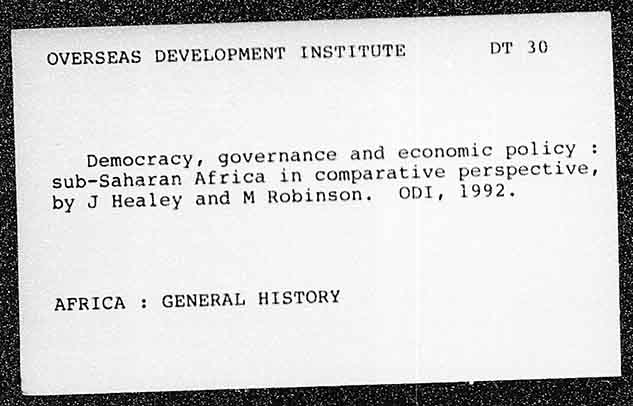 OVERSEAS DEVELOPMENT INSTITUTE DT 30
Democracy, governance and economic policy :
sub-Saharan Africa in comparative perspective,
by J Healey and M Robinson. ODI, 1992.
AFRICA : GENERAL HISTORY